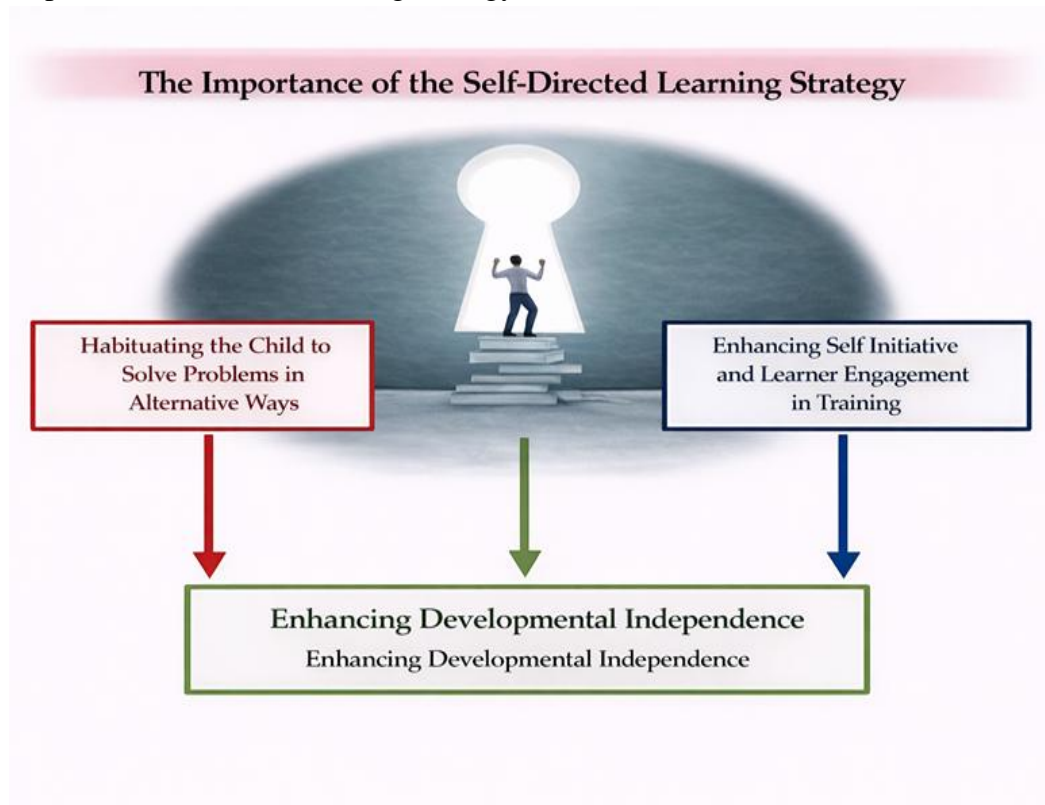 The Importance of the Self-Directed Learning Strategy
Habituating the Child to
Solve Problems in
Alternative Ways
Enhancing Self Initiative
and Learner Engagement
in Training
Enhancing Developmental Independence
Enhancing Developmental Independence